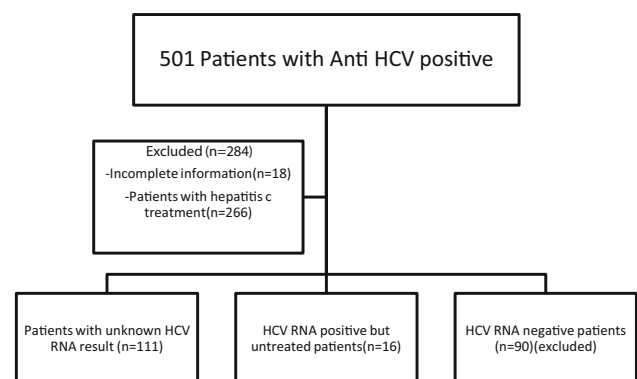 501 Patients with Anti HCV positive
Excluded (n=284)
-Incomplete information(n=18)
-Patients with hepatitis c
treatment(n=266)
Patients with unknown HCV
RNA result (n=111)
HCV RNA positive but
untreated patients(n=16)
HCV RNA negative patients
(n=90)(excluded)